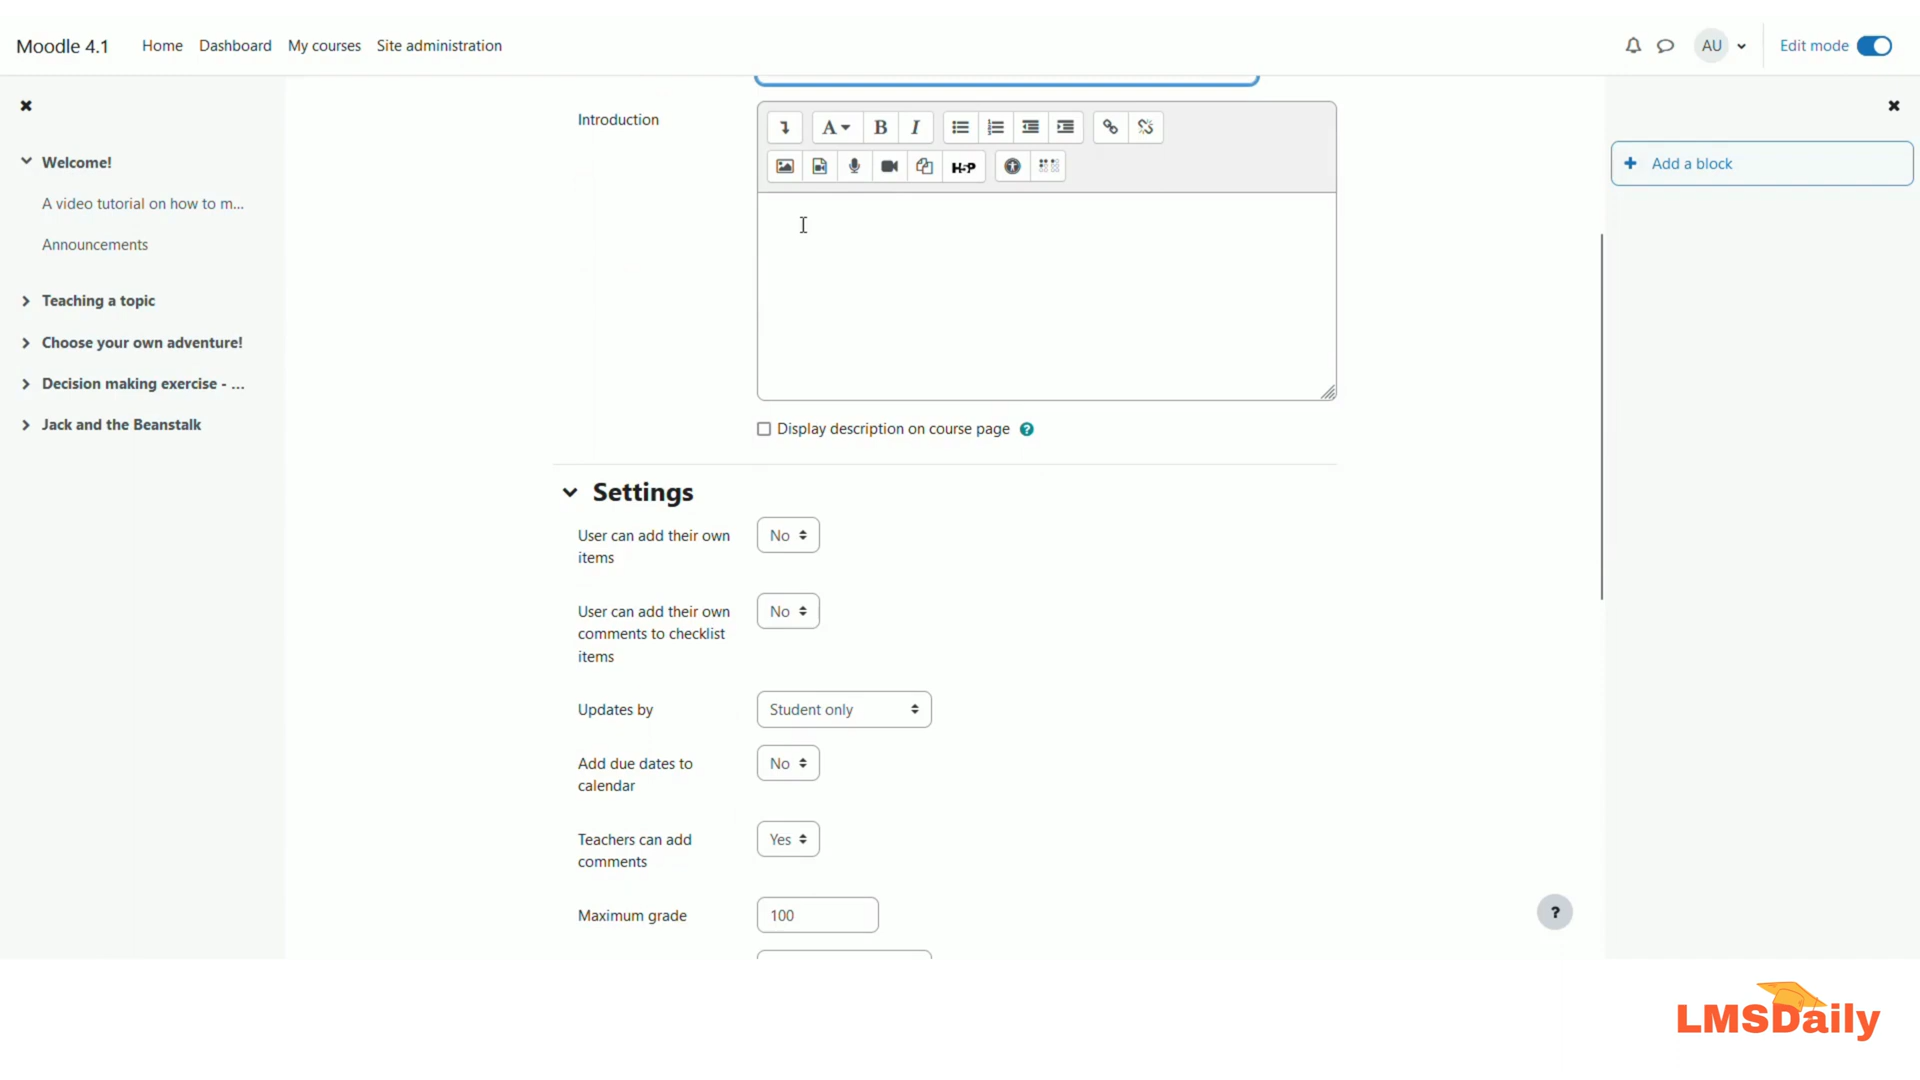 Moodle 4.1 Home Dashboard My courses Site administration AU Edit mode
Welcome!
A video tutorial on how to m...
Announcements
Teaching a topic
Choose your own adventure!
Decision making exercise - ...
Jack and the Beanstalk
Introduction
A B I
H-P
Display description on course page ?
Settings
User can add their own
items
No
User can add their own
comments to checklist
items
No
Updates by
Student only
Add due dates to
calendar
No
Teachers can add
comments
Yes
Maximum grade
100
+ Add a block
?
LMSDaily